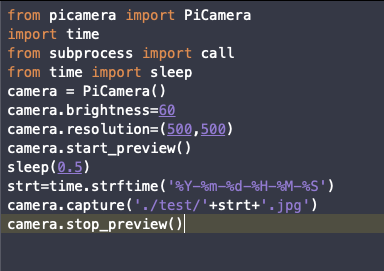 from picamera import PiCamera
import time
from subprocess import call
from time import sleep
camera = PiCamera()
camera.brightness=60
camera.resolution=(500,500)
camera.start_preview()
sleep(0.5)
strt=time.strftime('%Y-%m-%d-%H-%M-%S')
camera.capture('./test/'+strt+'.jpg')
camera.stop_preview()